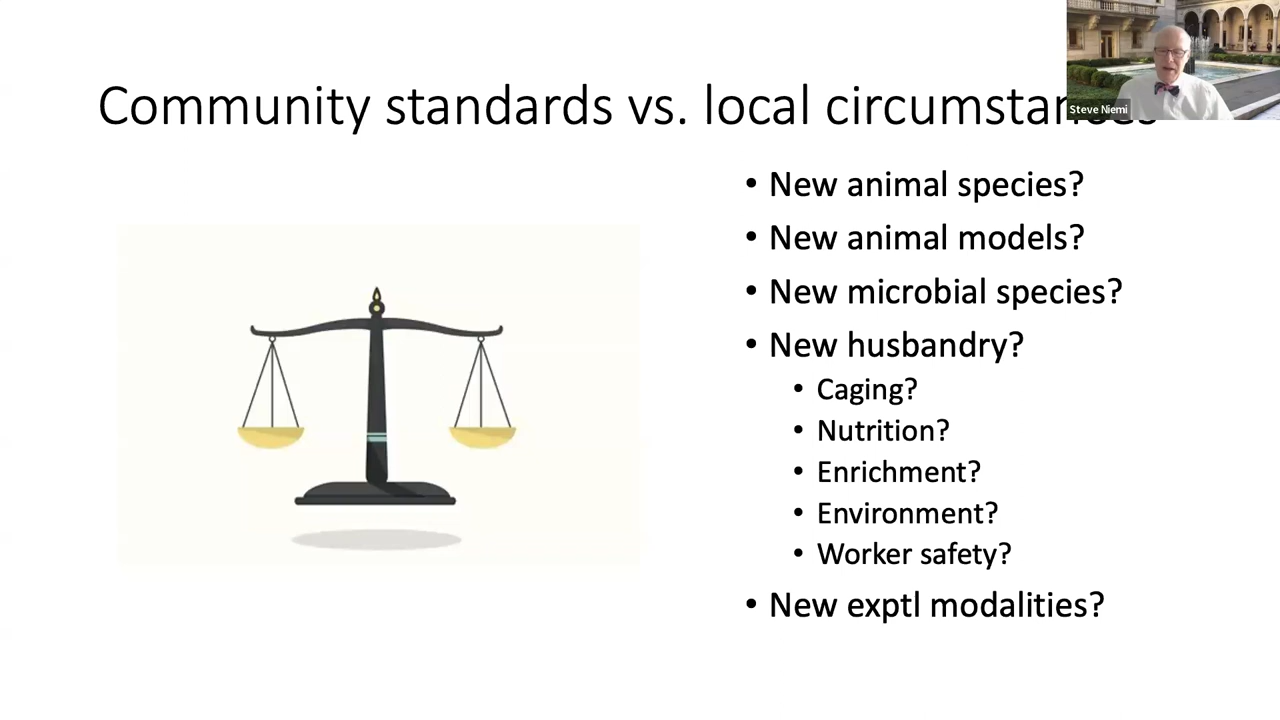 Community standards vs. local circumstances
Steve Niemi
• New animal species?
• New animal models?
• New microbial species?
• New husbandry?
• Caging?
• Nutrition?
• Enrichment?
• Environment?
• Worker safety?
• New exptl modalities?